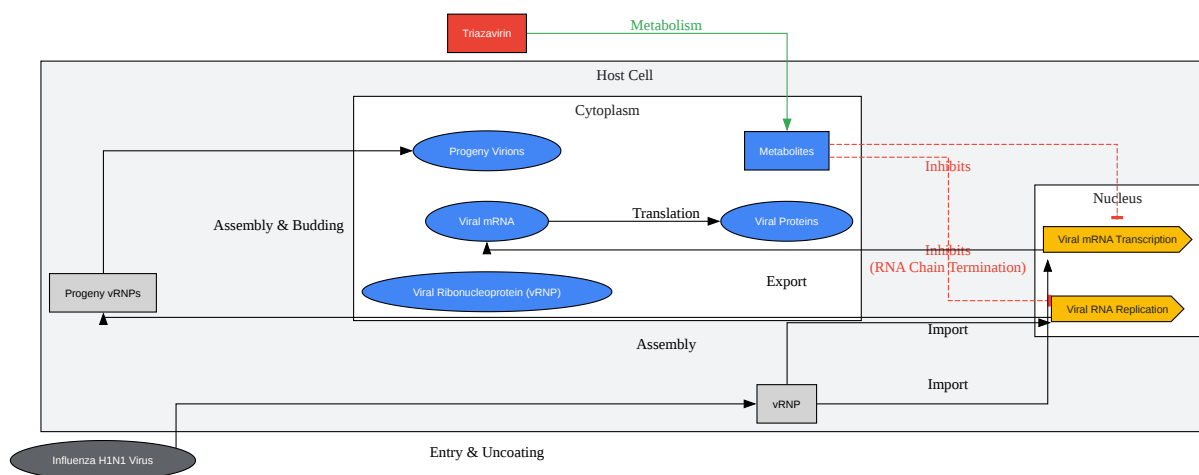 Triazavirin
Metabolism
Host Cell
Cytoplasm
Progeny Virions
Metabolites
Inhibits
Nucleus
Assembly & Budding
Viral mRNA
Translation
Viral Proteins
Viral mRNA Transcription
Inhibits
(RNA Chain Termination)
Export
Progeny vRNPs
Viral Ribonucleoprotein (vRNP)
Viral RNA Replication
Import
Assembly
Import
vRNP
Entry & Uncoating
Influenza H1N1 Virus